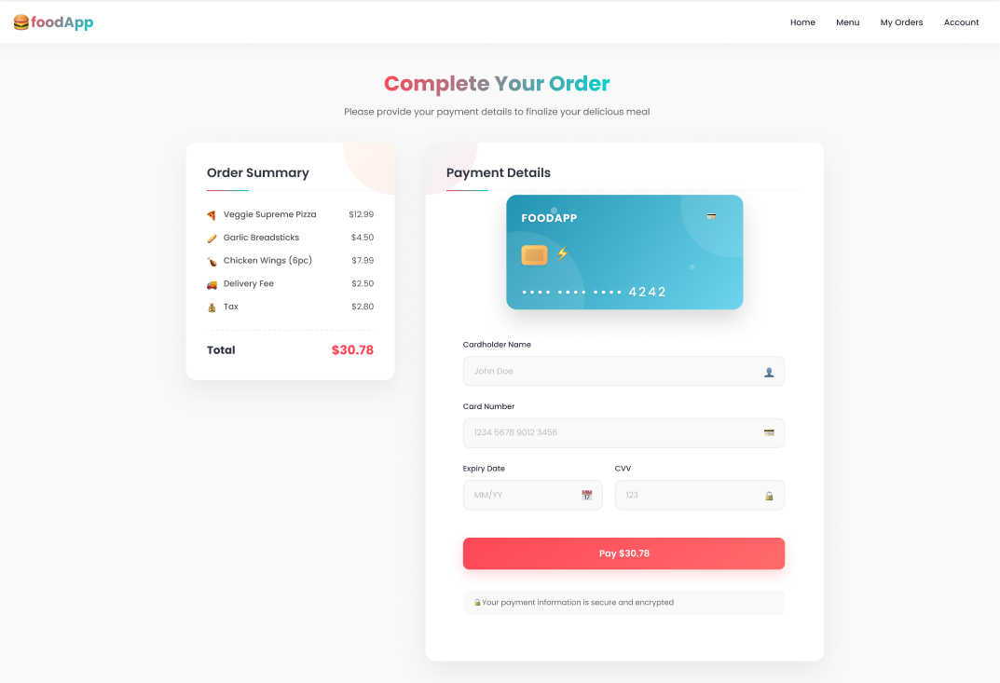 foodApp
Home Menu My Orders Account
Complete Your Order
Please provide your payment details to finalize your delicious meal
Order Summary
Veggie Supreme Pizza $12.99
Garlic Breadsticks $4.50
Chicken Wings (6pc) $7.99
Delivery Fee $2.50
Tax $2.80
Total $30.78
Payment Details
FOODAPP
•••• •••• •••• 4242
Cardholder Name
John Doe
Card Number
1234 5678 9012 3456
Expiry Date CVV
MM/YY 123
Pay $30.78
Your payment information is secure and encrypted